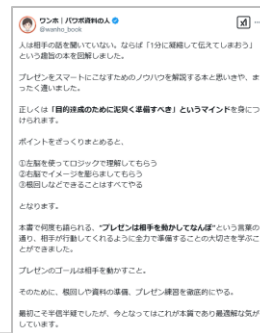 ワンホ｜パワポ資料の人
@wanho_book
人は相手の話を聞いていない。ならば「1分に凝縮して伝えてしまおう」
という趣旨の本を図解しました。
プレゼンをスマートにこなすためのノウハウを解説する本と思いきや、ま
ったく違いました。
正しくは「目的達成のために泥臭く準備すべき」というマインドを身につ
けられます。
ポイントをざっくりまとめると、
①左脳を使ってロジックで理解してもらう
②右脳でイメージを膨らましてもらう
③根回しなどできることはすべてやる
となります。
本書で何度も語られる、"プレゼンは相手を動かしてなんぼ"という言葉の
通り、相手が行動してくれるように全力で準備することの大切さを学ぶこ
とができました。
プレゼンのゴールは相手を動かすこと。
そのために、根回しや資料の準備、プレゼン練習を徹底的にやる。
最初こそ半信半疑でしたが、今となってはこれが本質であり最適解な気が
しています。